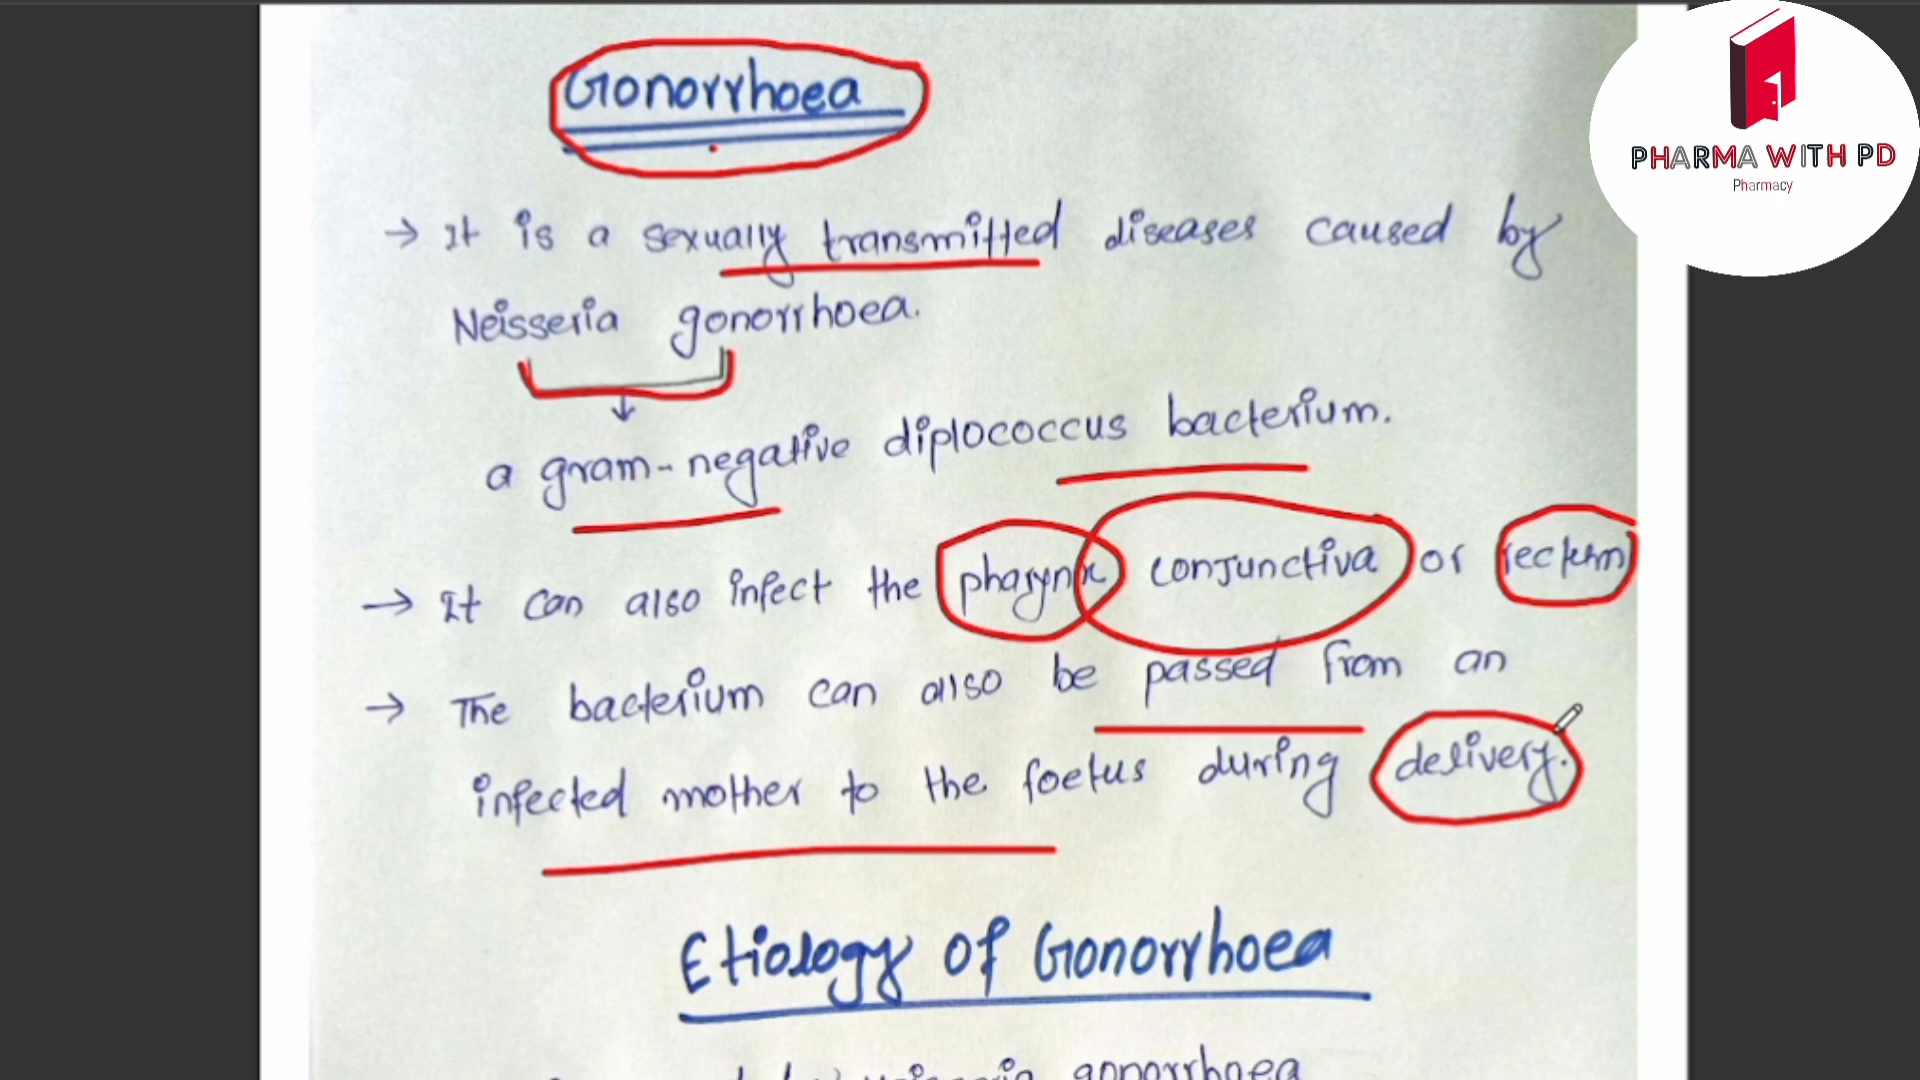 Gonorrhoea
PHARMA WITH PD
Pharmacy
→ It is a sexually transmitted diseases caused by
Neisseria gonorrhoea.
↓
a gram-negative diplococcus bacterium.
→ It can also infect the pharynx conjunctiva or rectum
→ The bacterium can also be passed from an
infected mother to the foetus during delivery.
Etiology of Gonorrhoea
gonorrhoea